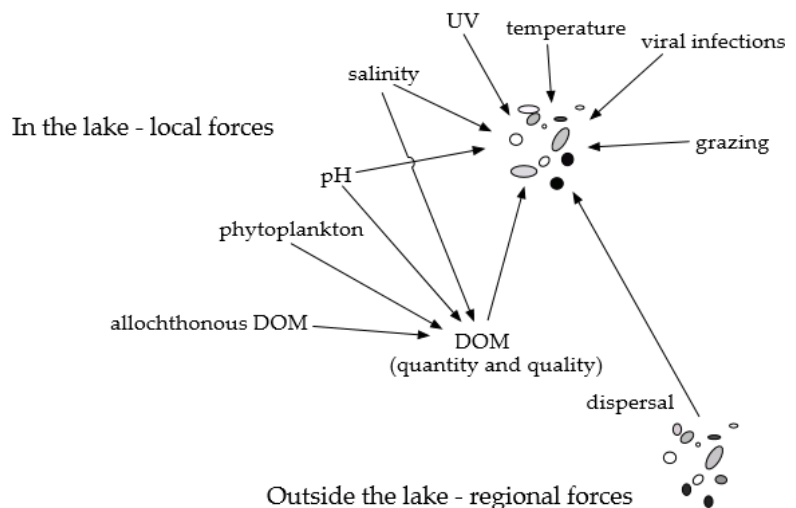 UV
temperature
viral infections
salinity
In the lake - local forces
grazing
pH
phytoplankton
allochthonous DOM
DOM
(quantity and quality)
dispersal
Outside the lake - regional forces